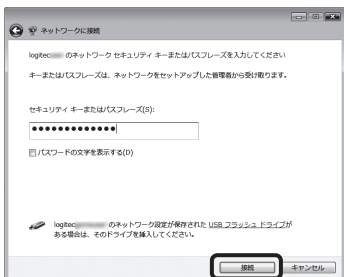 ネットワークに接続
logitec のネットワーク セキュリティ キーまたはパスフレーズを入力してください
キーまたはパスフレーズは、ネットワークをセットアップした管理者から受け取ります。
セキュリティ キーまたはパスフレーズ(S):
●●●●●●●●●●●●●
パスワードの文字を表示する(D)
logitec のネットワーク設定が保存された USB フラッシュ ドライブが
ある場合は、そのドライブを挿入してください。
接続 キャンセル